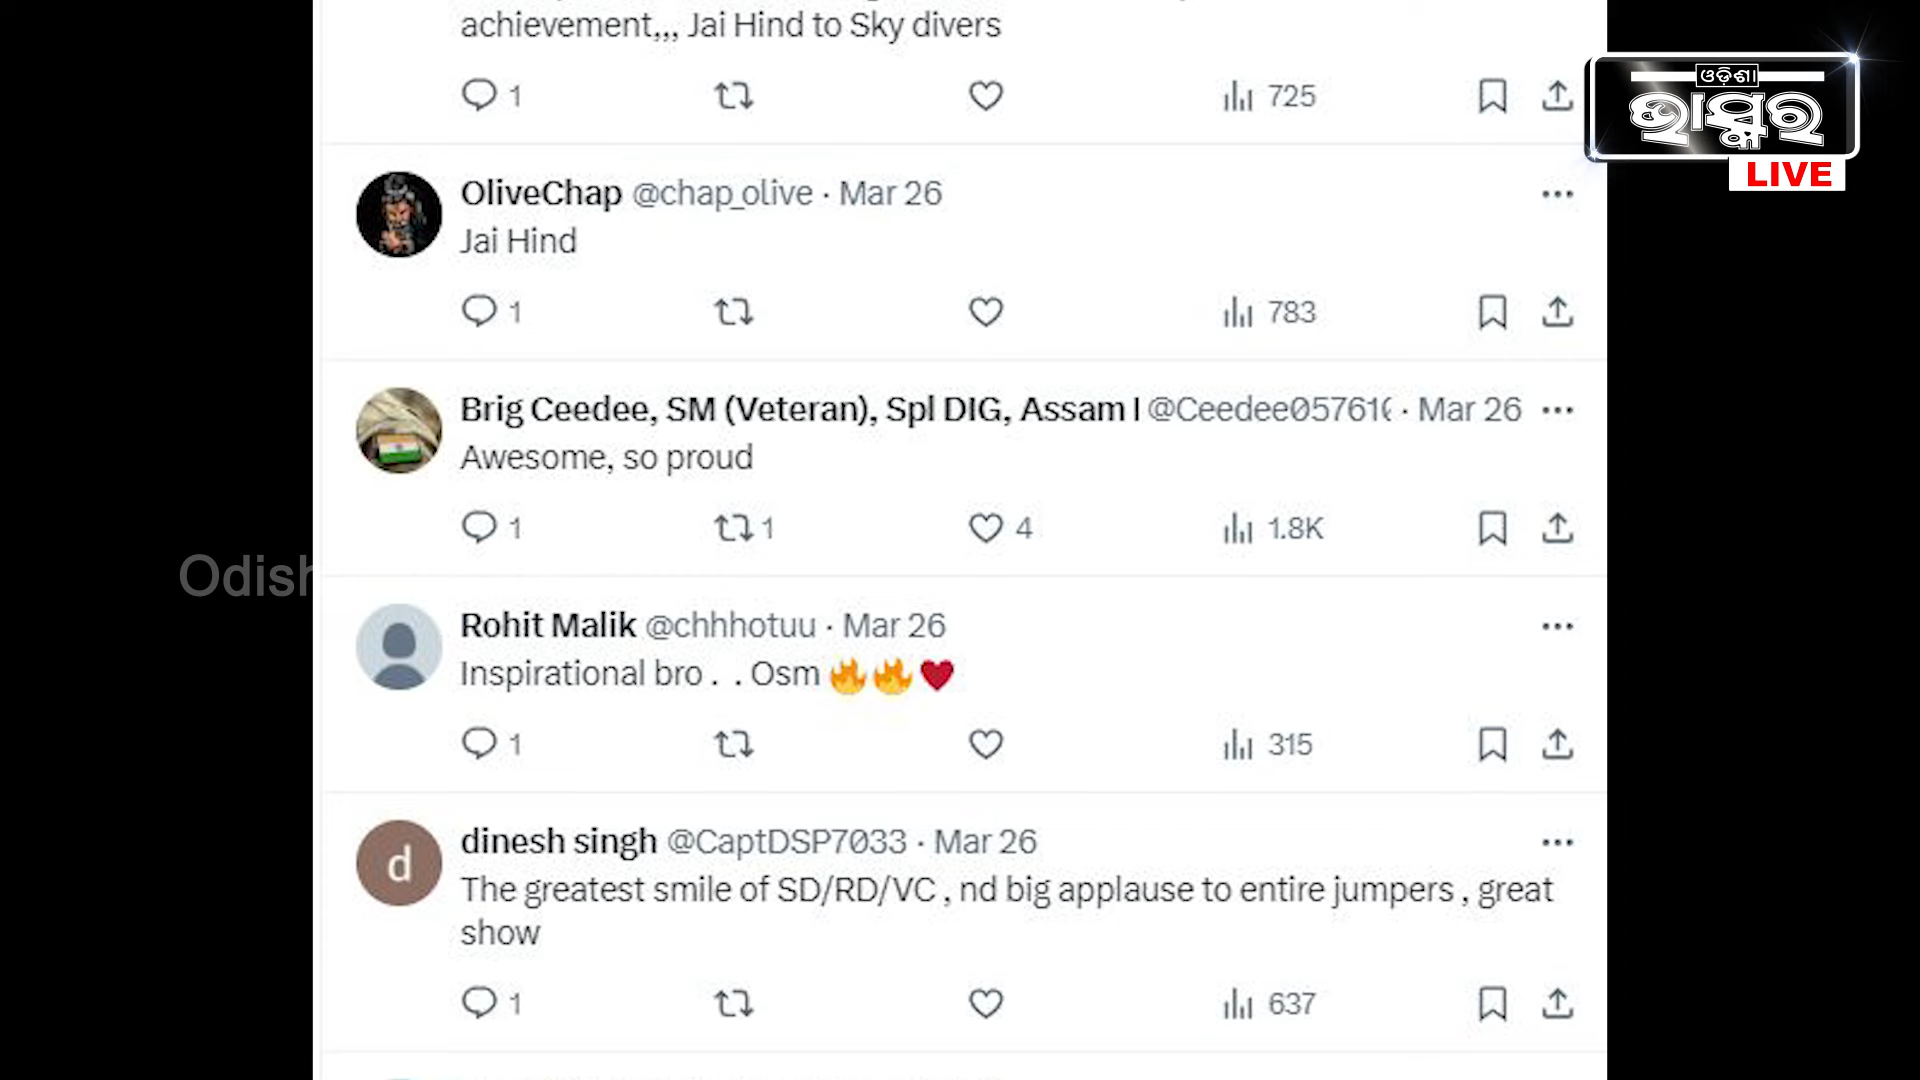 achievement,,, Jai Hind to Sky divers
1 725
ଓଡ଼ିଶା
ଭାସ୍କର
LIVE
OliveChap @chap_olive · Mar 26
Jai Hind
1 783
Brig Ceedee, SM (Veteran), Spl DIG, Assam @Ceedee05761 · Mar 26
Awesome, so proud
1 1 4 1.8K
Odish
Rohit Malik @chhhotuu · Mar 26
Inspirational bro . . Osm 🔥🔥♥
1 315
d
dinesh singh @CaptDSP7033 · Mar 26
The greatest smile of SD/RD/VC , nd big applause to entire jumpers , great
show
1 637